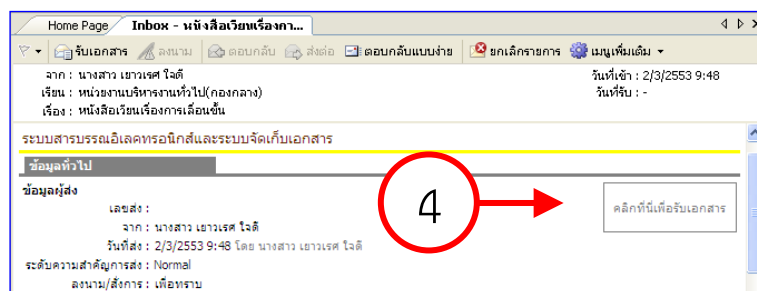 Home Page Inbox - หนังสือเวียนเรื่องกา...
รับเอกสาร ลงนาม ตอบกลับ ส่งต่อ ตอบกลับแบบง่าย ยกเลิกรายการ เมนูเพิ่มเติม
จาก : นางสาว เยาวเรศ ใจดี วันที่เข้า : 2/3/2553 9:48
เรียน : หน่วยงานบริหารงานทั่วไป(กองกลาง) วันที่รับ : -
เรื่อง : หนังสือเวียนเรื่องการเลื่อนขั้น
ระบบสารบรรณอิเลคทรอนิกส์และระบบจัดเก็บเอกสาร
ข้อมูลทั่วไป
ข้อมูลผู้ส่ง
4
คลิกที่นี่เพื่อรับเอกสาร
เลขส่ง :
จาก : นางสาว เยาวเรศ ใจดี
วันที่ส่ง : 2/3/2553 9:48 โดย นางสาว เยาวเรศ ใจดี
ระดับความสำคัญการส่ง : Normal
ลงนาม/สั่งการ : เพื่อทราบ